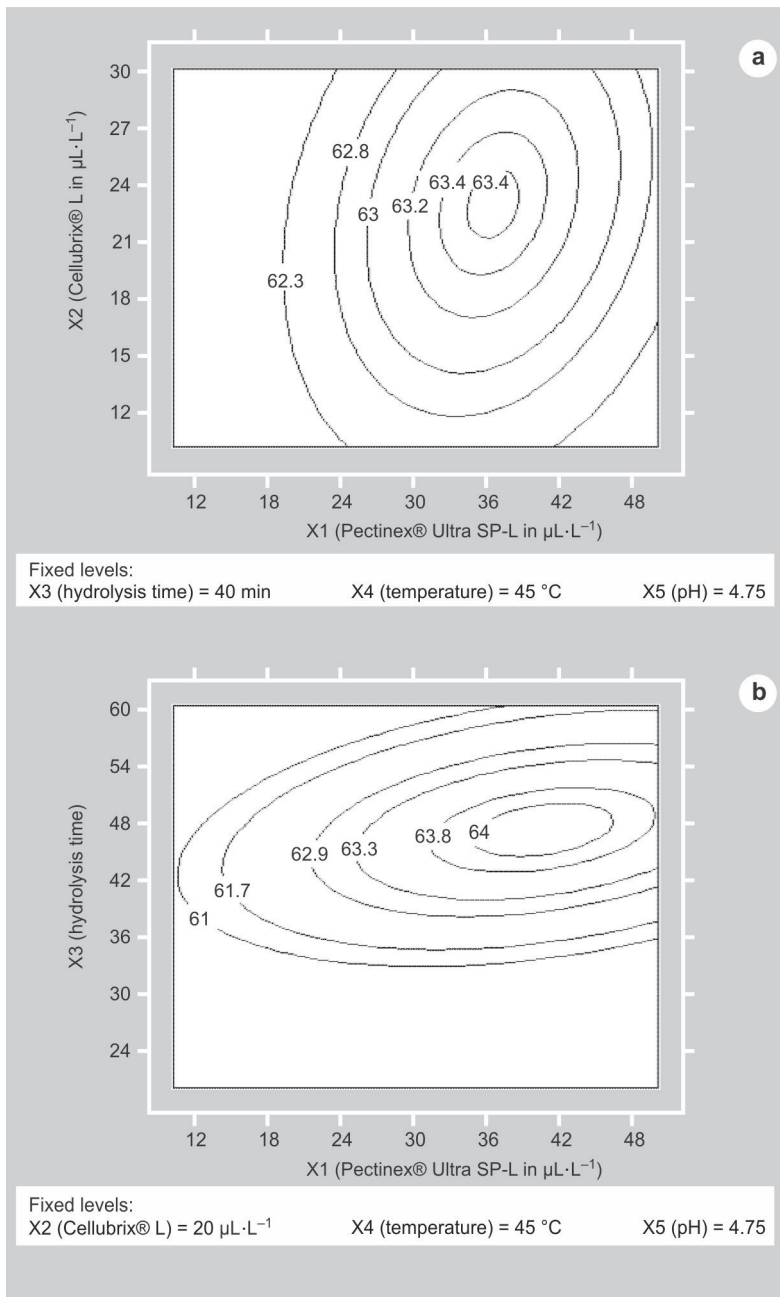 a
30
27
24
21
18
15
12
X2 (Cellubrix® L in µL·L⁻¹)
62.8
63.4 63.4
63.2
63
62.3
12 18 24 30 36 42 48
X1 (Pectinex® Ultra SP-L in µL·L⁻¹)
Fixed levels:
X3 (hydrolysis time) = 40 min X4 (temperature) = 45 °C X5 (pH) = 4.75
b
60
54
48
42
36
30
24
X3 (hydrolysis time)
64
63.8
63.3
62.9
61.7
61
12 18 24 30 36 42 48
X1 (Pectinex® Ultra SP-L in µL·L⁻¹)
Fixed levels:
X2 (Cellubrix® L) = 20 µL·L⁻¹ X4 (temperature) = 45 °C X5 (pH) = 4.75